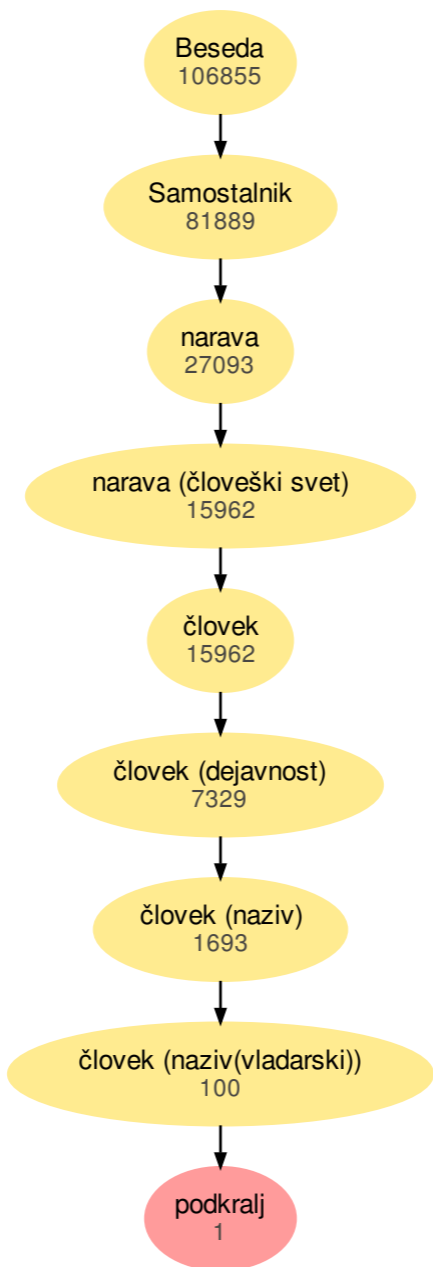 Beseda
106855
Samostalnik
81889
narava
27093
narava (človeški svet)
15962
človek
15962
človek (dejavnost)
7329
človek (naziv)
1693
človek (naziv(vladarski))
100
podkralj
1